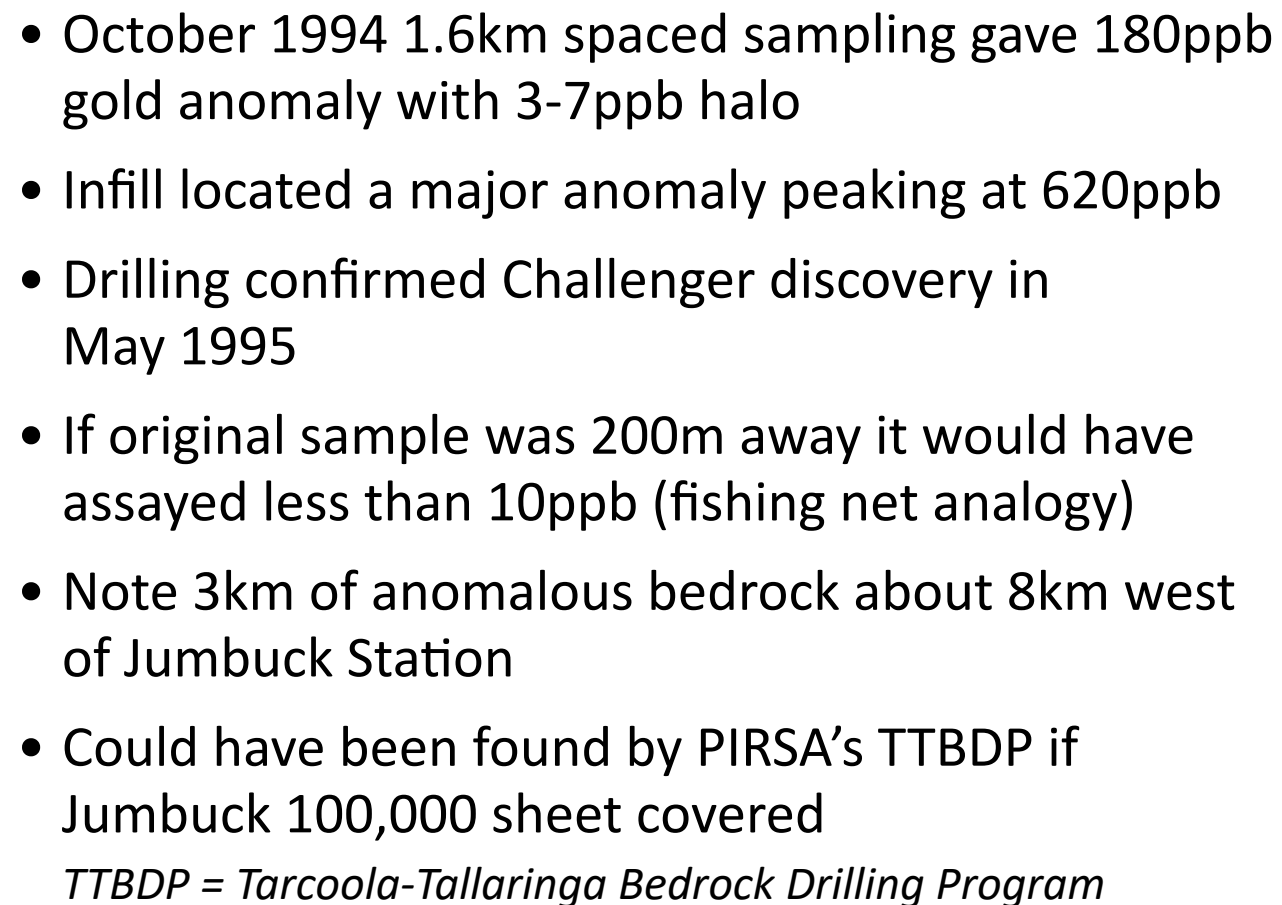 • October 1994 1.6km spaced sampling gave 180ppb
gold anomaly with 3-7ppb halo
• Infill located a major anomaly peaking at 620ppb
• Drilling confirmed Challenger discovery in
May 1995
• If original sample was 200m away it would have
assayed less than 10ppb (fishing net analogy)
• Note 3km of anomalous bedrock about 8km west
of Jumbuck Station
• Could have been found by PIRSA’s TTBDP if
Jumbuck 100,000 sheet covered
TTBDP = Tarcoola-Tallaringa Bedrock Drilling Program